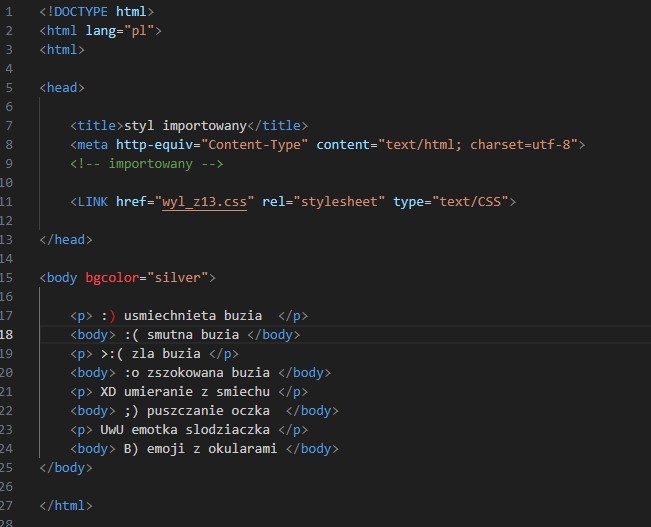 1 <!DOCTYPE html>
2 <html lang="pl">
3 <html>
4
5 <head>
6
7 <title>styl importowany</title>
8 <meta http-equiv="Content-Type" content="text/html; charset=utf-8">
9 <!-- importowany -->
10
11 <LINK href="wyl_z13.css" rel="stylesheet" type="text/CSS">
12
13 </head>
14
15 <body bgcolor="silver">
16
17 <p> :) usmiechnieta buzia  </p>
18 <body> :( smutna buzia </body>
19 <p> >:( zla buzia </p>
20 <body> :o zszokowana buzia </body>
21 <p> XD umieranie z smiechu </p>
22 <body> ;) puszczanie oczka  </body>
23 <p> UwU emotka slodziaczka </p>
24 <body> B) emoji z okularami </body>
25 </body>
26
27 </html>
28